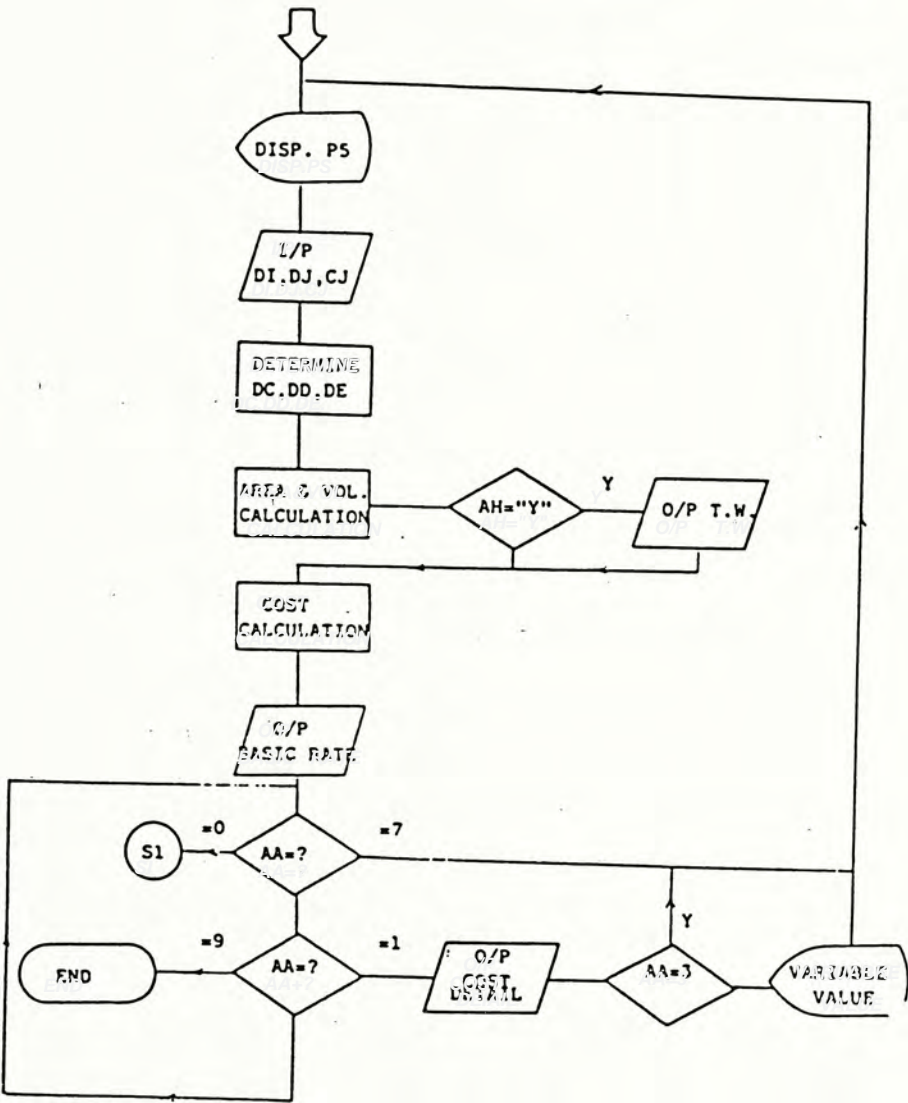 DISP. PS
I/P
DI.DJ,CJ
DETERMINE
DC.DD.DE
AREA & VOL.
CALCULATION
AH="Y"
Y
O/P T.W.
COST
CALCULATION
O/P
BASIC RATE
=0
=7
S1
AA=?
=9
=1
END
AA=?
O/P
COST
DETAIL
Y
AA=3
VARIABLE
VALUE